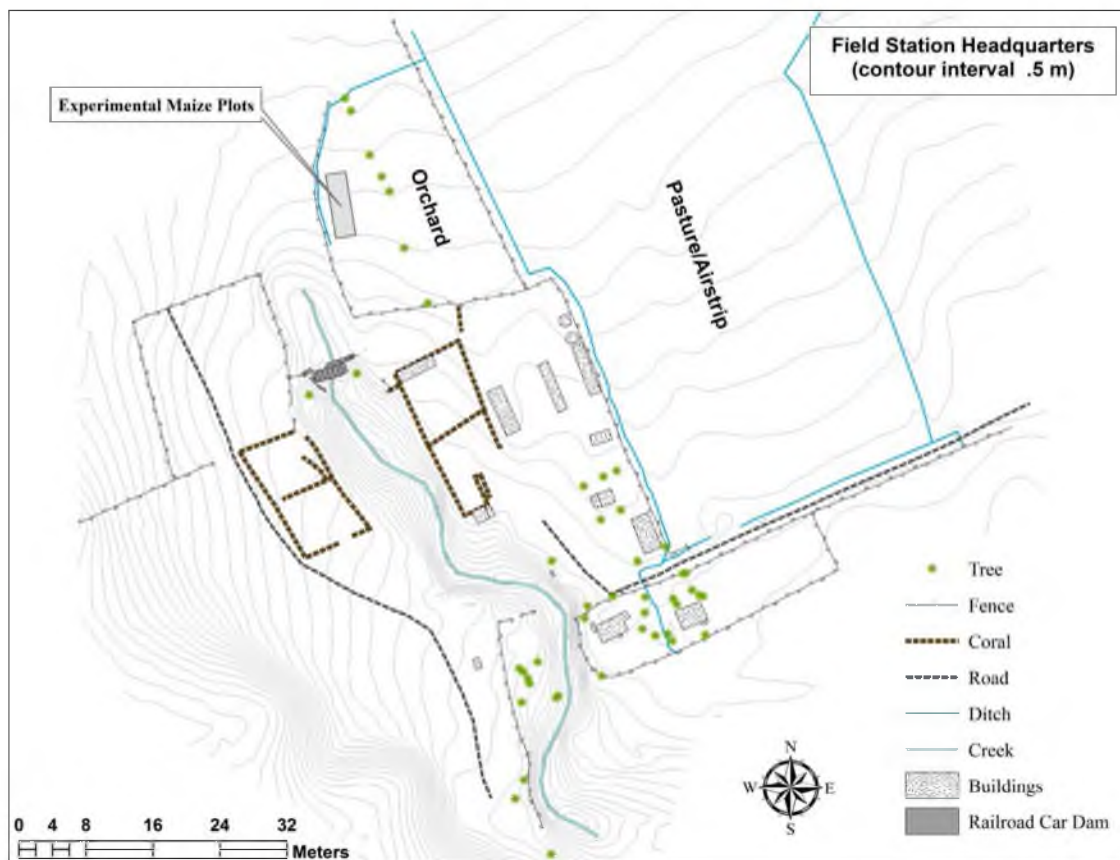 Field Station Headquarters
(contour interval .5 m)
Experimental Maize Plots
Orchard
Pasture/Airstrip
Tree
Fence
Coral
Road
Ditch
Creek
Buildings
Railroad Car Dam
N
W
E
S
0 4 8 16 24 32
Meters